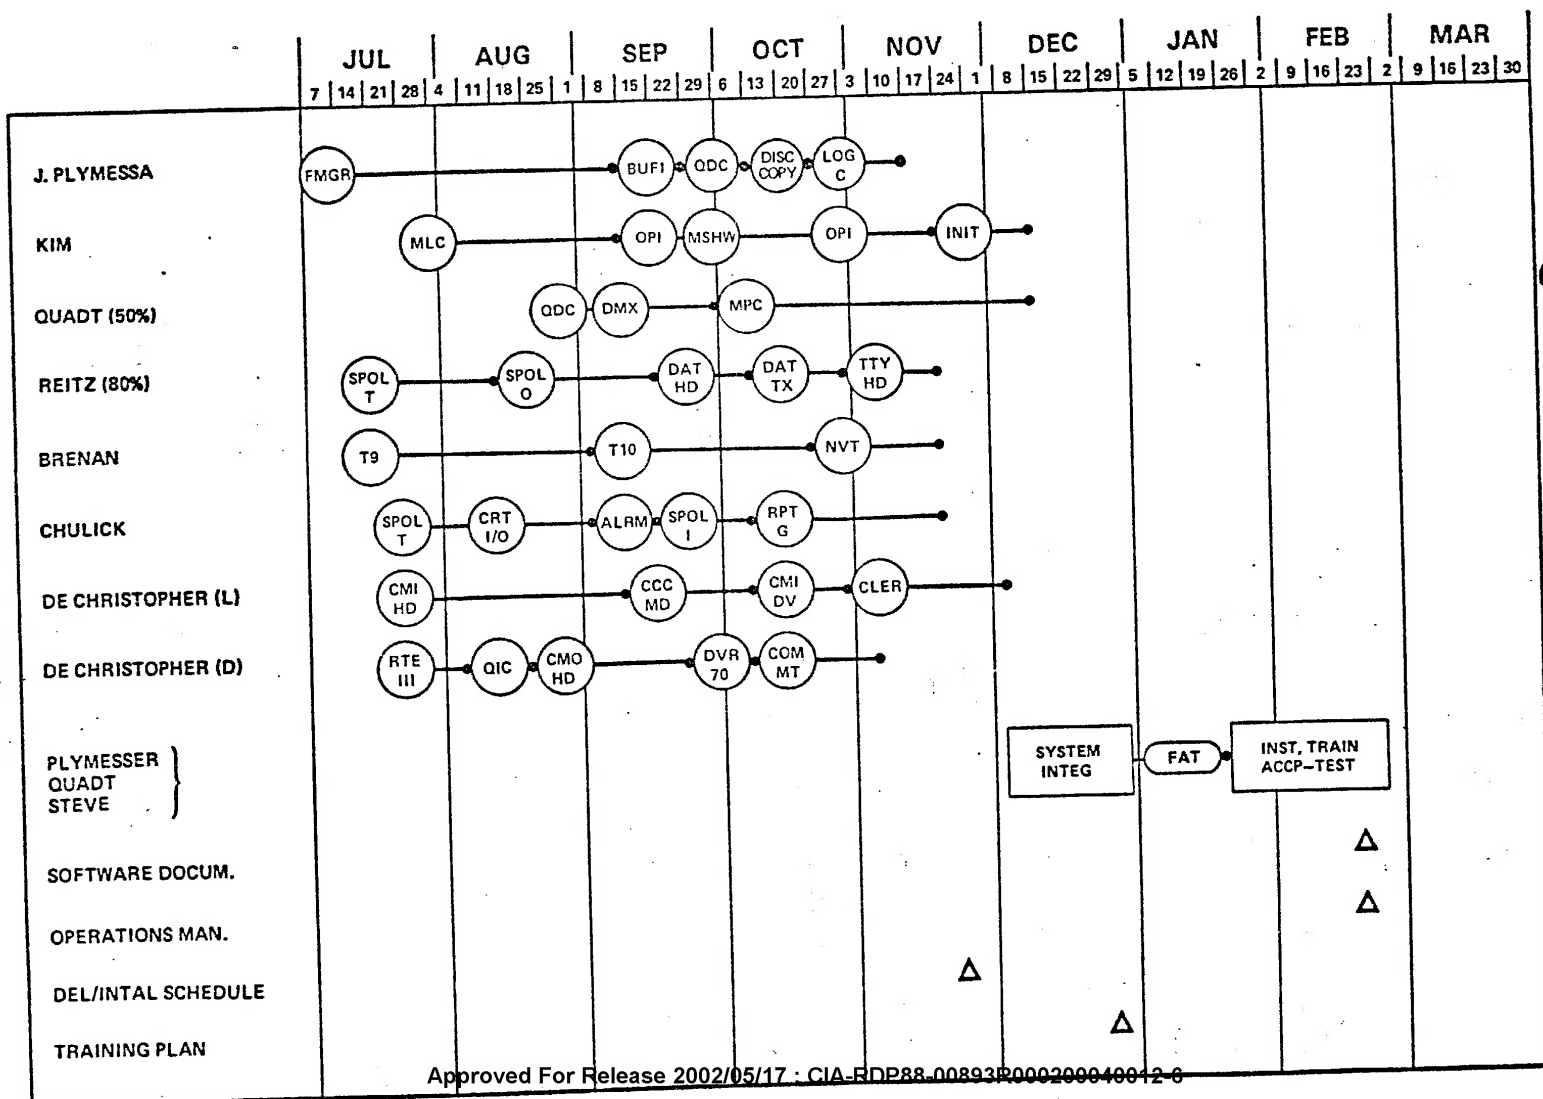 JUL AUG SEP OCT NOV DEC JAN FEB MAR
7 14 21 28 4 11 18 25 1 8 15 22 29 6 13 20 27 3 10 17 24 1 8 15 22 29 5 12 19 26 2 9 16 23 2 9 16 23 30
J. PLYMESSA FMGR BUFI QDC DISC COPY LOG C
KIM MLC OPI MSHW OPI INIT
QUADT (50%) QDC DMX MPC
REITZ (80%) SPOL T SPOL O DAT HD DAT TX TTY HD
BRENAN T9 T10 NVT
CHULICK SPOL T CRT I/O ALRM SPOL I RPT G
DE CHRISTOPHER (L) CMI HD CCC MD CMI DV CLER
DE CHRISTOPHER (D) RTE III QIC CMO HD DVR 70 COM MT
PLYMESSER
QUADT
STEVE
SYSTEM
INTEG
FAT
INST, TRAIN
ACCP-TEST
SOFTWARE DOCUM.
OPERATIONS MAN.
DEL/INTAL SCHEDULE
TRAINING PLAN
Approved For Release 2002/05/17 : CIA-RDP88-00893R000200040012-6